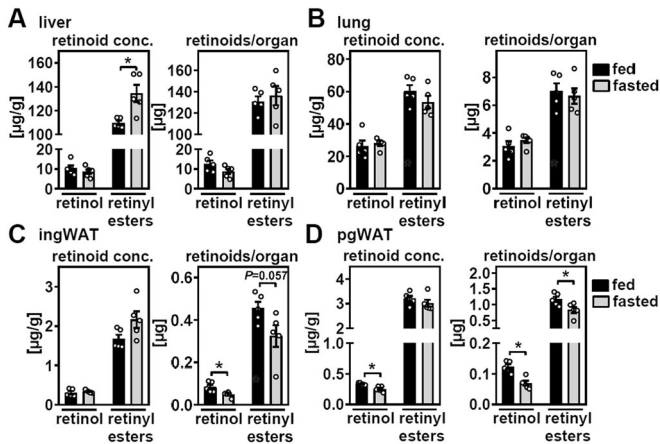 A liver
retinoid conc.
retinoids/organ
[µg/g]
160
140
120
100
20
10
0
*
retinol
retinyl
esters
[µg]
140
120
100
20
10
0
retinol
retinyl
esters
B lung
retinoid conc.
retinoids/organ
[µg/g]
80
60
40
20
0
retinol
retinyl
esters
[µg]
8
6
4
2
0
retinol
retinyl
esters
fed
fasted
C ingWAT
retinoid conc.
retinoids/organ
[µg/g]
3
2
1
0
retinol
retinyl
esters
[µg]
0.6
0.4
0.2
0.0
P=0.057
*
retinol
retinyl
esters
D pgWAT
retinoid conc.
retinoids/organ
[µg/g]
4
3
2
1.0
0.5
0.0
*
retinol
retinyl
esters
[µg]
1.5
1.0
0.5
0.2
0.1
0.0
*
*
retinol
retinyl
esters
fed
fasted